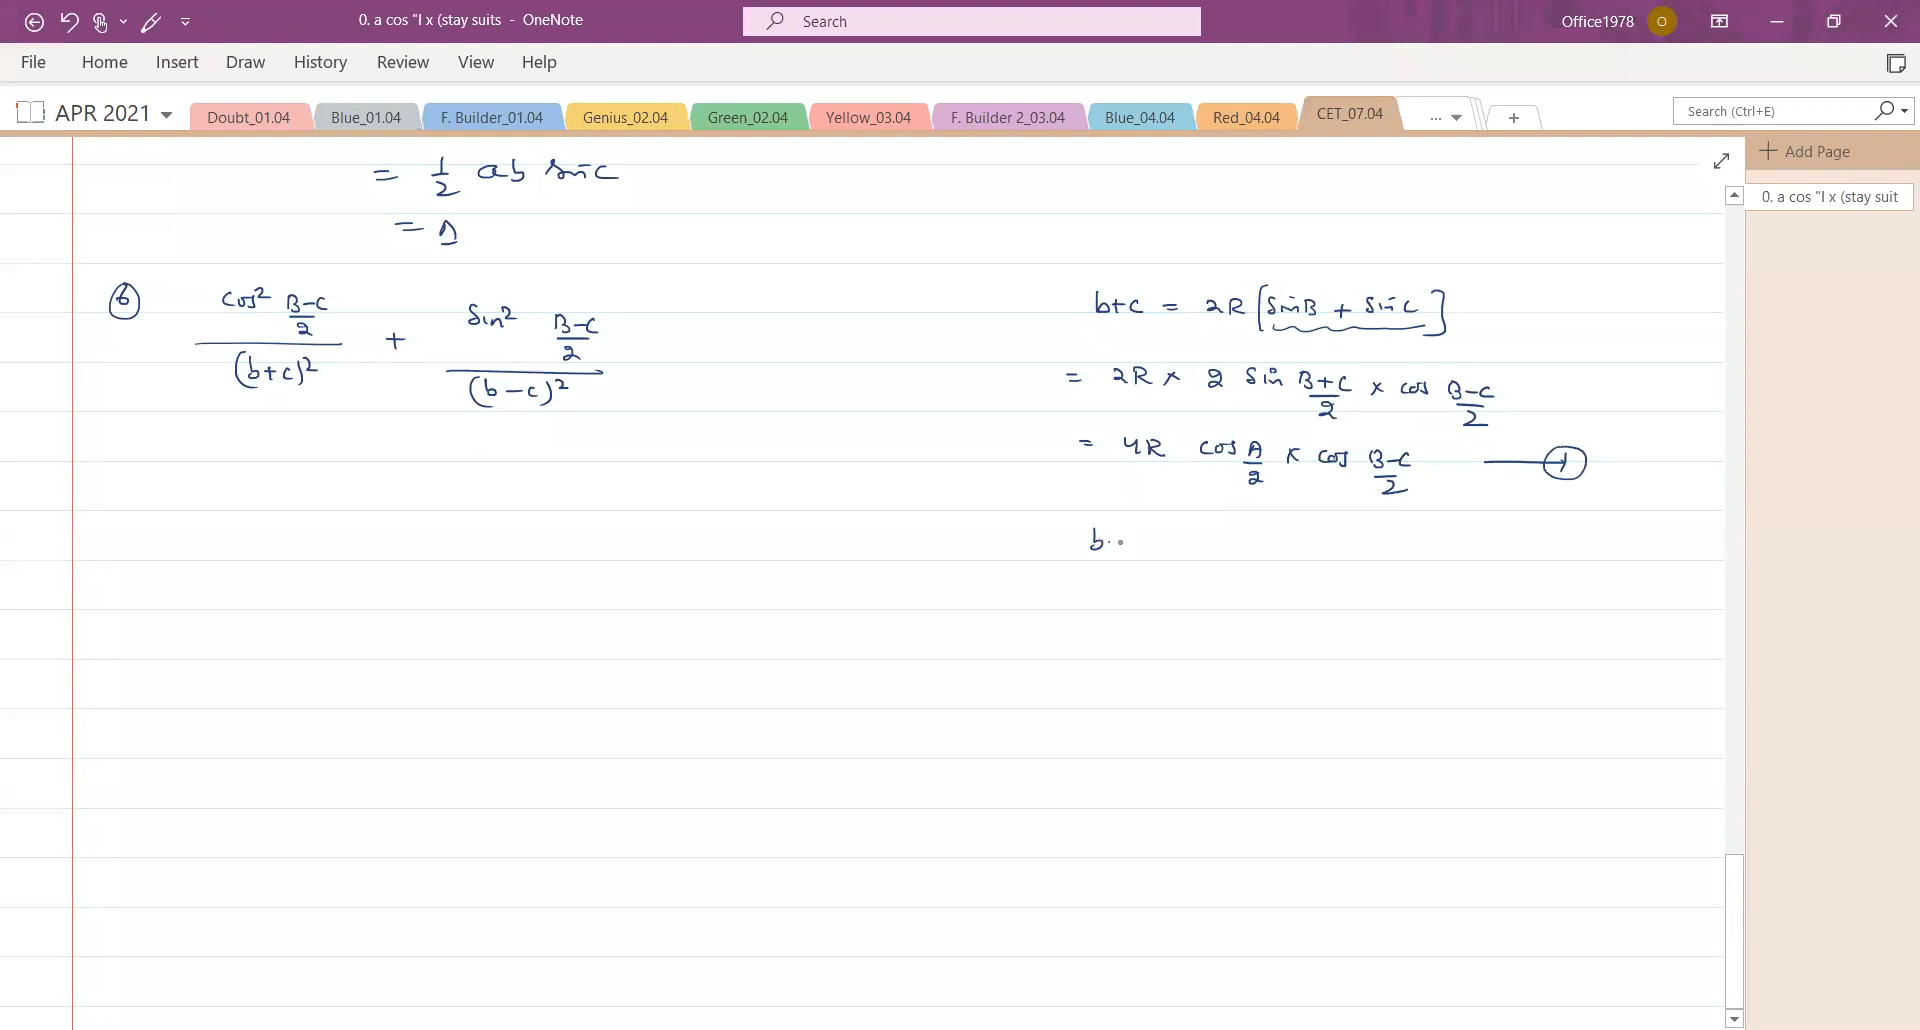 0. a cos "I x (stay suits - OneNote
Search
Office1978
O
File Home Insert Draw History Review View Help
APR 2021
Doubt_01.04 Blue_01.04 F. Builder_01.04 Genius_02.04 Green_02.04 Yellow_03.04 F. Builder 2_03.04 Blue_04.04 Red_04.04 CET_07.04 ... +
Search (Ctrl+E)
Add Page
0. a cos "I x (stay suit
= 1/2 ab sin C
= Δ
6 cos² (B-C)/2 / (b+c)² + sin² (B-C)/2 / (b-c)²
b+c = 2R [sin B + sin C]
= 2R × 2 sin (B+C)/2 × cos (B-C)/2
= 4R cos A/2 × cos (B-C)/2 → 1
b